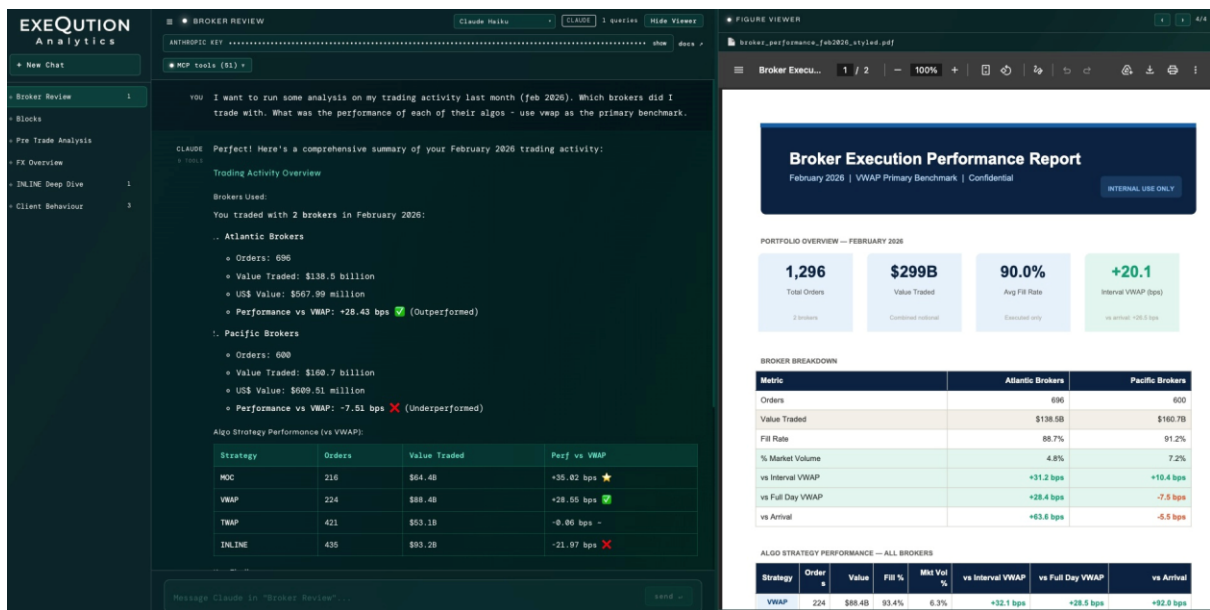 EXEQUTION
Analytics
+ New Chat
Broker Review 1
Blocks
Pre Trade Analysis
FX Overview
INLINE Deep Dive 1
Client Behaviour 3
BROKER REVIEW
Claude Haiku
CLAUDE
1 queries
Hide Viewer
ANTHROPIC KEY
show
docs ↗
MCP tools (51)
YOU
I want to run some analysis on my trading activity last month (feb 2026). Which brokers did I
trade with. What was the performance of each of their algos - use vwap as the primary benchmark.
CLAUDE
TOOLS
Perfect! Here's a comprehensive summary of your February 2026 trading activity:
Trading Activity Overview
Brokers Used:
You traded with 2 brokers in February 2026:
. Atlantic Brokers
Orders: 696
Value Traded: $138.5 billion
US$ Value: $567.99 million
Performance vs VWAP: +28.43 bps ✅ (Outperformed)
. Pacific Brokers
Orders: 600
Value Traded: $160.7 billion
US$ Value: $609.51 million
Performance vs VWAP: -7.51 bps ❌ (Underperformed)
Algo Strategy Performance (vs VWAP):
Strategy Orders Value Traded Perf vs VWAP
MOC 216 $64.4B +35.02 bps ⭐
VWAP 224 $88.4B +28.55 bps ✅
TWAP 421 $53.1B -0.06 bps -
INLINE 435 $93.2B -21.97 bps ❌
Message Claude in "Broker Review"...
send
FIGURE VIEWER
‹ › 4/4
broker_performance_feb2026_styled.pdf
Broker Execu... 1 / 2 − 100% +
Broker Execution Performance Report
February 2026 | VWAP Primary Benchmark | Confidential
INTERNAL USE ONLY
PORTFOLIO OVERVIEW — FEBRUARY 2026
1,296 $299B 90.0% +20.1
Total Orders Value Traded Avg Fill Rate Interval VWAP (bps)
2 brokers Combined notional Executed only vs arrival: +26.5 bps
BROKER BREAKDOWN
Metric Atlantic Brokers Pacific Brokers
Orders 696 600
Value Traded $138.5B $160.7B
Fill Rate 88.7% 91.2%
% Market Volume 4.8% 7.2%
vs Interval VWAP +31.2 bps +10.4 bps
vs Full Day VWAP +28.4 bps -7.5 bps
vs Arrival +63.6 bps -5.5 bps
ALGO STRATEGY PERFORMANCE — ALL BROKERS
Strategy Orders Value Fill % Mkt Vol % vs Interval VWAP vs Full Day VWAP vs Arrival
VWAP 224 $88.4B 93.4% 6.3% +32.1 bps +28.5 bps +92.0 bps